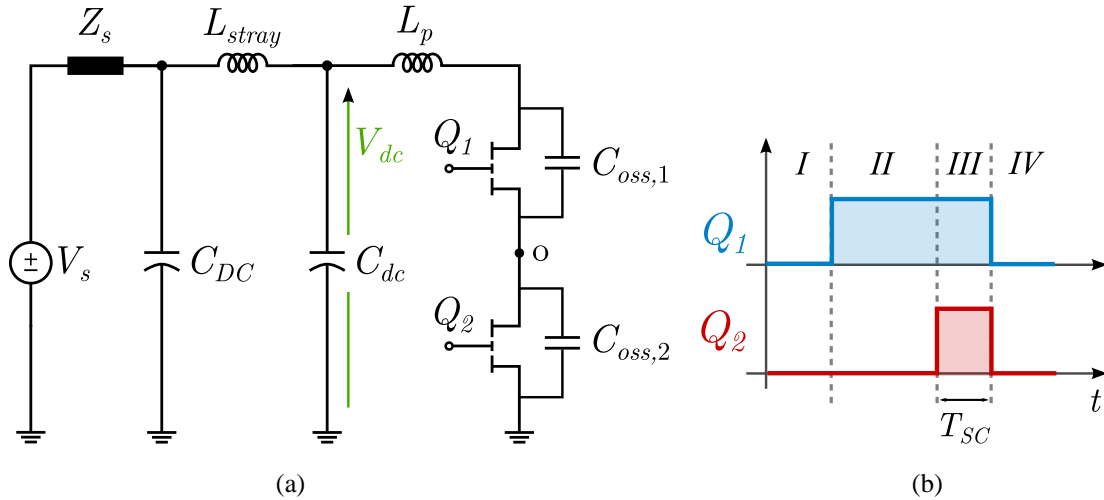 Z_s
L_stray
L_p
V_dc
Q_1
C_oss,1
V_s
±
C_DC
C_dc
o
Q_2
C_oss,2
(a)
I II III IV
Q_1
Q_2
t
T_SC
(b)